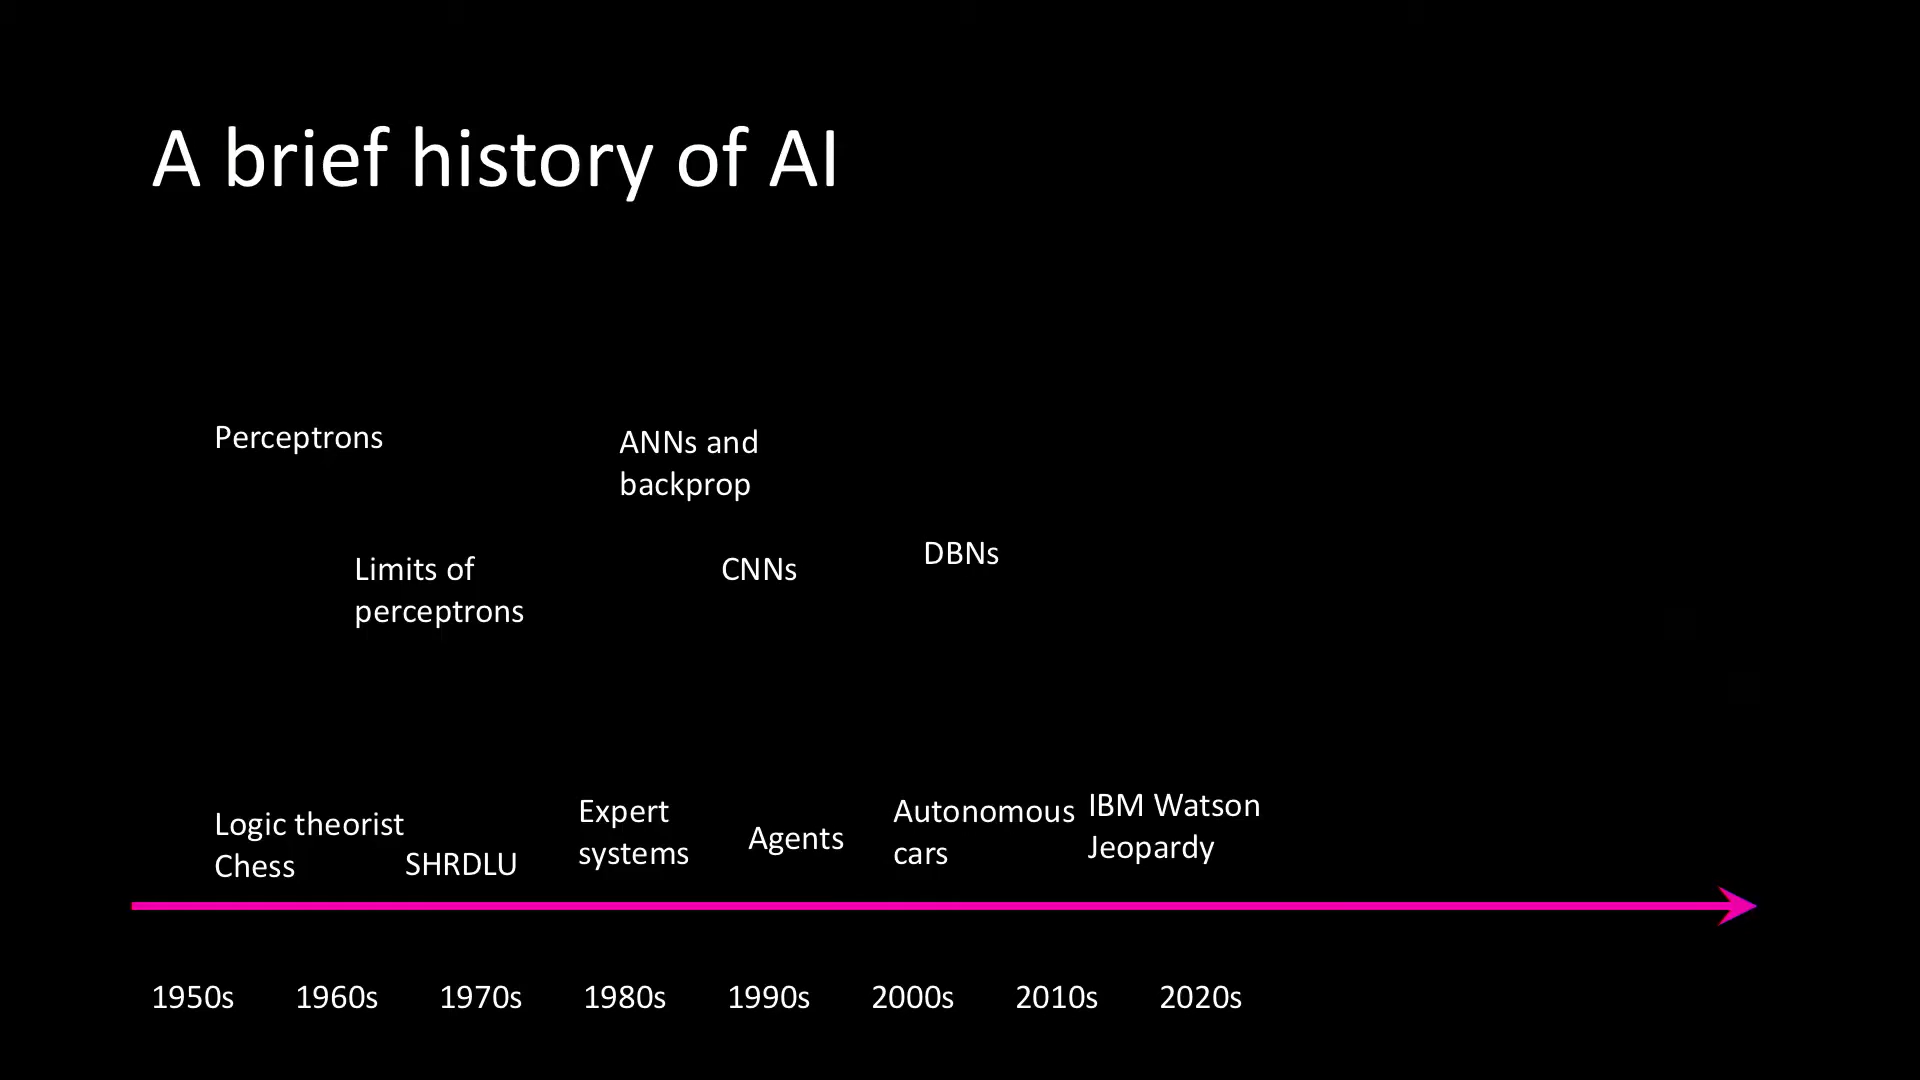 A brief history of AI
Perceptrons
ANNs and
backprop
DBNs
Limits of
perceptrons
CNNs
Logic theorist
Chess
SHRDLU
Expert
systems
Agents
Autonomous
cars
IBM Watson
Jeopardy
1950s 1960s 1970s 1980s 1990s 2000s 2010s 2020s